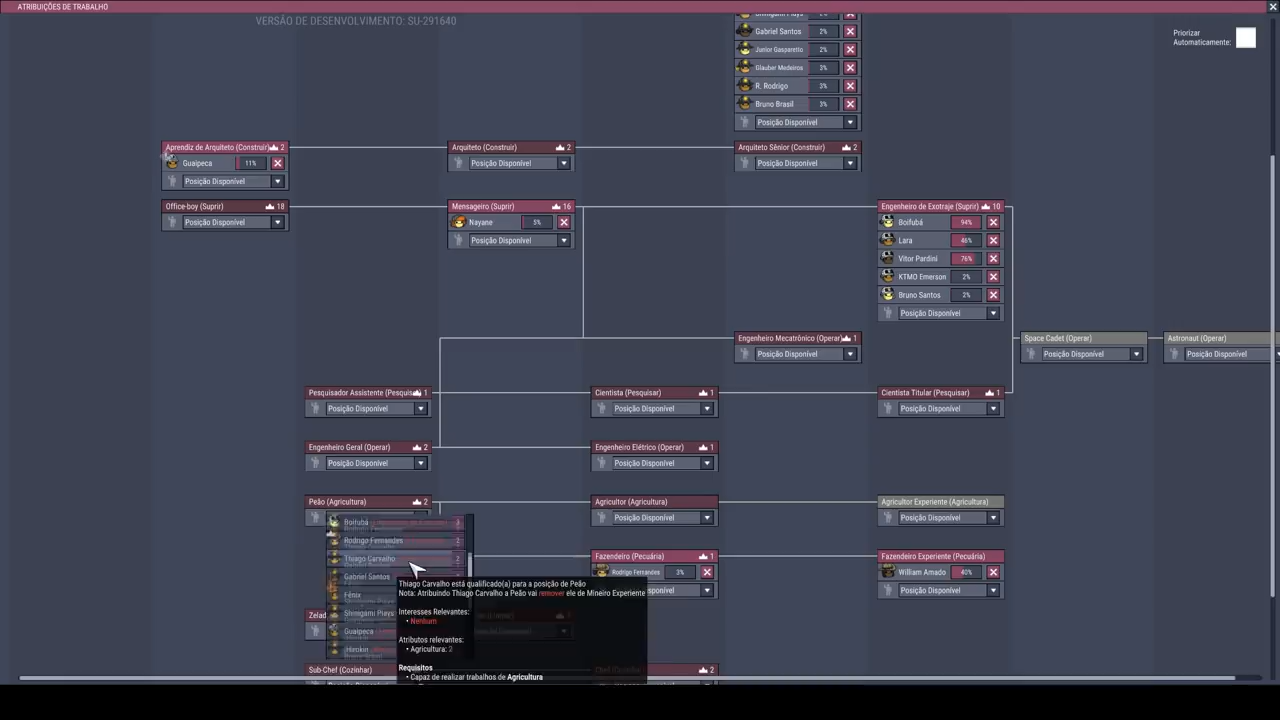 ATRIBUIÇÕES DE TRABALHO
VERSÃO DE DESENVOLVIMENTO: SU-291640
Priorizar
Automaticamente:
Gabriel Santos 2%
Junior Gasparetto 2%
Glauber Medeiros 3%
R. Rodrigo 3%
Bruno Brasil 3%
Posição Disponível
Aprendiz de Arquiteto (Construir) 2
Guaipeca 11%
Posição Disponível
Arquiteto (Construir) 2
Posição Disponível
Arquiteto Sênior (Construir) 2
Posição Disponível
Office-boy (Suprir) 18
Posição Disponível
Mensageiro (Suprir) 16
Nayane 5%
Posição Disponível
Engenheiro de Exotraje (Suprir) 10
Boifubá 94%
Lara 46%
Vitor Pardini 76%
KTMO Emerson 2%
Bruno Santos 2%
Posição Disponível
Engenheiro Mecatrônico (Operar) 1
Posição Disponível
Space Cadet (Operar)
Posição Disponível
Astronaut (Operar)
Posição Disponível
Pesquisador Assistente (Pesquisar 1
Posição Disponível
Cientista (Pesquisar) 1
Posição Disponível
Cientista Titular (Pesquisar) 1
Posição Disponível
Engenheiro Geral (Operar) 2
Posição Disponível
Engenheiro Elétrico (Operar) 1
Posição Disponível
Peão (Agricultura) 2
Agricultor (Agricultura)
Posição Disponível
Agricultor Experiente (Agricultura)
Posição Disponível
Boifubá 3
Rodrigo Fernandes 2
Thiago Carvalho 2
Gabriel Santos
Fênix
Shinigami Plays
Guaipeca
Fazendeiro (Pecuária) 1
Rodrigo Fernandes 3%
Fazendeiro Experiente (Pecuária)
William Amado 40%
Posição Disponível
Thiago Carvalho está qualificado(a) para a posição de Peão
Nota: Atribuindo Thiago Carvalho a Peão vai remover ele de Mineiro Experiente
Interesses Relevantes:
• Nenhum
Atributos relevantes:
• Agricultura: 2
Requisitos
• Capaz de realizar trabalhos de Agricultura
Zelad
Sub-Chef (Cozinhar)
2